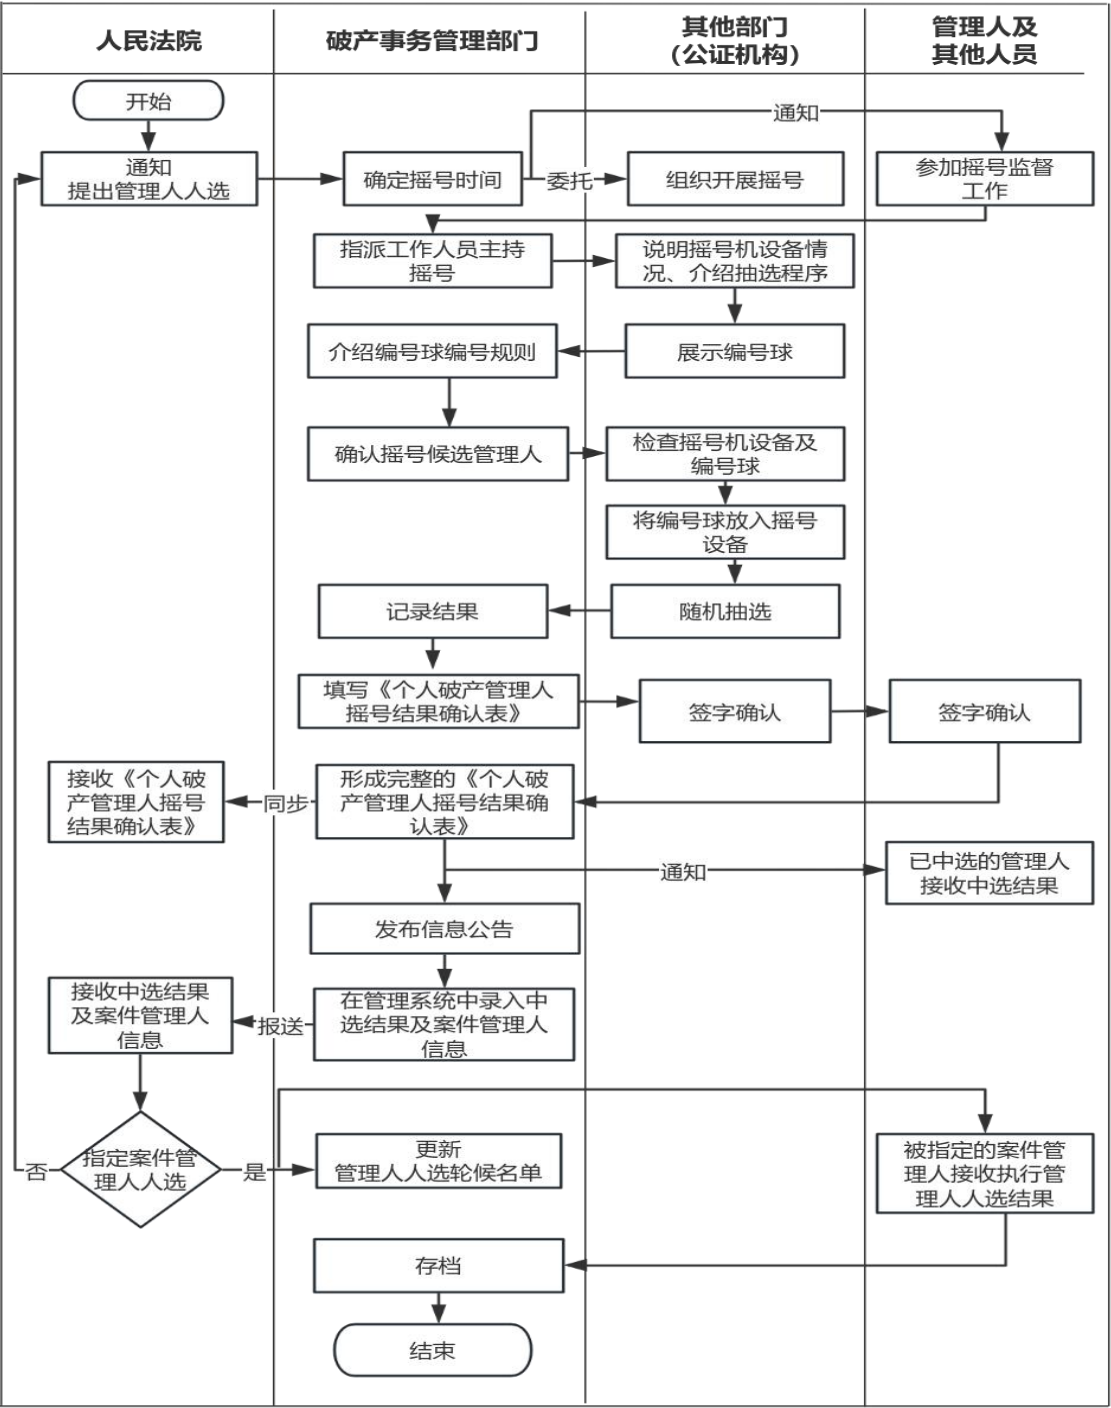 人民法院
破产事务管理部门
其他部门
（公证机构）
管理人及
其他人员
开始
通知
通知
提出管理人人选
确定摇号时间
委托
组织开展摇号
参加摇号监督
工作
指派工作人员主持
摇号
说明摇号机设备情
况、介绍抽选程序
介绍编号球编号规则
展示编号球
确认摇号候选管理人
检查摇号机设备及
编号球
将编号球放入摇号
设备
记录结果
随机抽选
填写《个人破产管理人
摇号结果确认表》
签字确认
签字确认
接收《个人破
产管理人摇号
结果确认表》
同步
形成完整的《个人破
产管理人摇号结果确
认表》
通知
已中选的管理人
接收中选结果
发布信息公告
接收中选结果
及案件管理人
信息
报送
在管理系统中录入中
选结果及案件管理人
信息
否
指定案件管
理人人选
是
更新
管理人人选轮候名单
被指定的案件管
理人接收执行管
理人人选结果
存档
结束